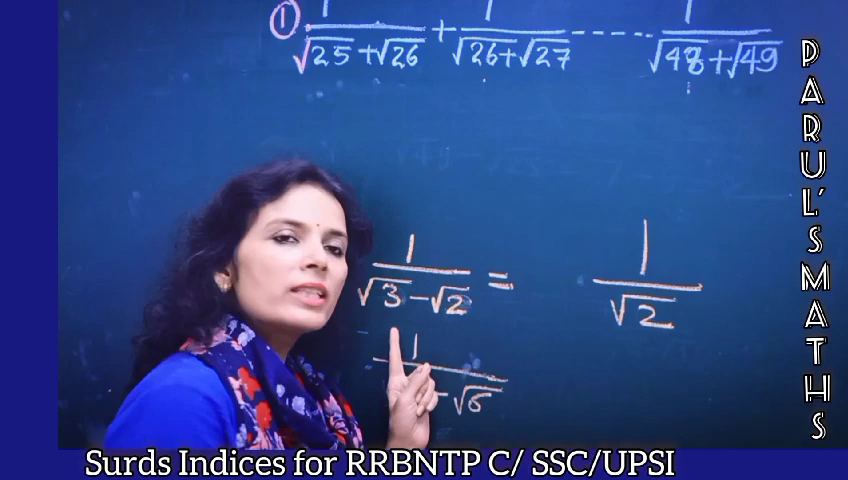 ① 1/(√25+√26) + 1/(√26+√27) ----- 1/(√48+√49)
1/(√3-√2) = 1/√2
1/ -√6
PARUL'S MATHS
Surds Indices for RRBNTP C/ SSC/UPSI